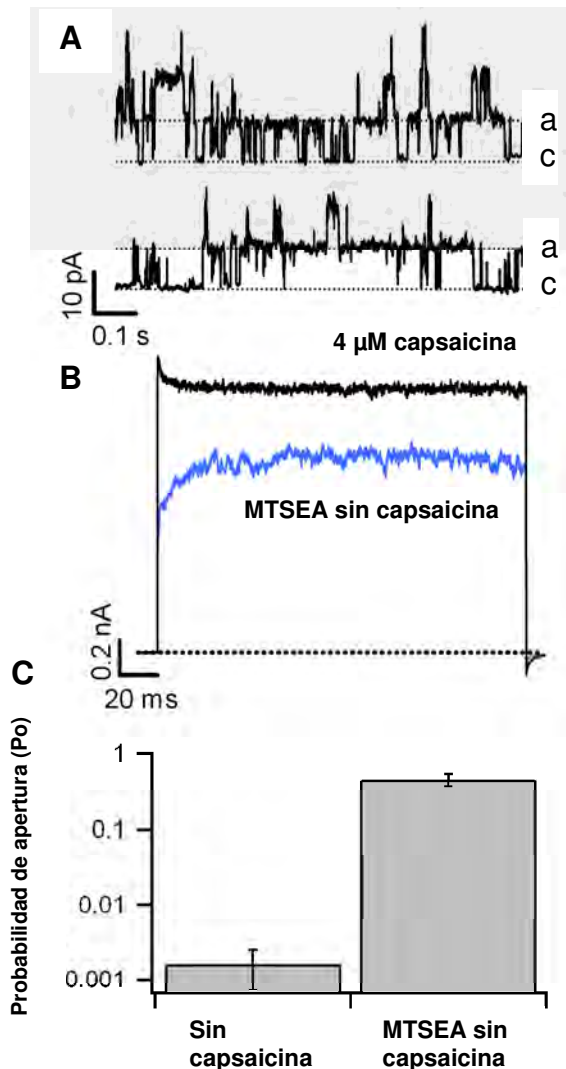 A
a
c
a
c
10 pA
0.1 s
4 µM capsaicina
B
MTSEA sin capsaicina
0.2 nA
20 ms
C
Probabilidad de apertura (Po)
1
0.1
0.01
0.001
Sin
capsaicina
MTSEA sin
capsaicina